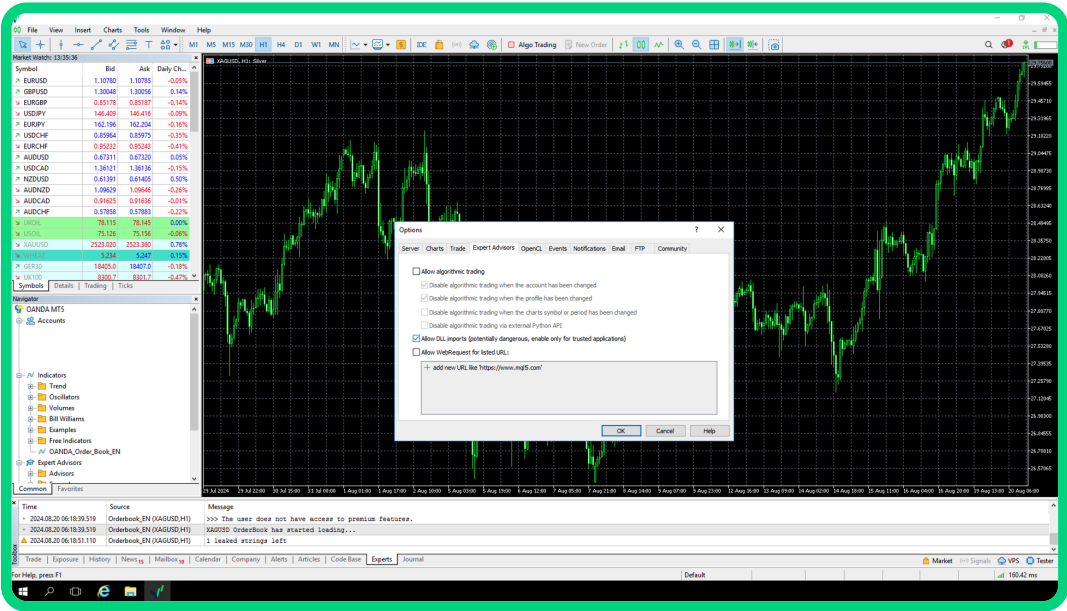 File View Insert Charts Tools Window Help
M1 M5 M15 M30 H1 H4 D1 W1 MN IDE Algo Trading New Order
Market Watch: 13:35:36
Symbol Bid Ask Daily Ch...
EURUSD 1.10780 1.10785 -0.05%
GBPUSD 1.30048 1.30056 0.14%
EURGBP 0.85178 0.85187 -0.14%
USDJPY 146.409 146.416 -0.09%
EURJPY 162.196 162.204 -0.16%
USDCHF 0.85964 0.85975 -0.35%
EURCHF 0.95232 0.95243 -0.41%
AUDUSD 0.67311 0.67320 0.05%
USDCAD 1.36121 1.36136 -0.15%
NZDUSD 0.61391 0.61405 0.50%
AUDNZD 1.09629 1.09646 -0.26%
AUDCAD 0.91625 0.91636 -0.01%
AUDCHF 0.57858 0.57883 -0.22%
UKOIL 78.115 78.145 0.00%
USOIL 75.126 75.156 -0.06%
XAUUSD 2523.020 2523.360 0.76%
5.234 5.247 0.15%
GER30 18405.0 18407.0 -0.18%
UK100 8300.7 8301.7 -0.47%
Symbols Details Trading Ticks
Navigator
OANDA MT5
Accounts
Indicators
Trend
Oscillators
Volumes
Bill Williams
Examples
Free Indicators
OANDA_Order_Book_EN
Expert Advisors
Advisors
Common Favorites
XAGUSD, H1: Silver
29.59455
29.45710
29.31965
29.18220
29.04475
28.90730
28.76985
28.63240
28.49495
28.35750
28.22005
28.08260
27.94515
27.80770
27.67025
27.53280
27.39535
27.25790
27.12045
26.98300
26.84555
26.70810
26.57065
29 Jul 2024 29 Jul 22:00 30 Jul 15:00 31 Jul 08:00 1 Aug 01:00 1 Aug 17:00 2 Aug 10:00 5 Aug 03:00 5 Aug 19:00 6 Aug 12:00 7 Aug 05:00 7 Aug 21:00 8 Aug 14:00 9 Aug 07:00 9 Aug 23:00 12 Aug 16:00 13 Aug 09:00 14 Aug 02:00 14 Aug 18:00 15 Aug 11:00 16 Aug 04:00 16 Aug 20:00 19 Aug 13:00 20 Aug 06:00
Options ?
Server Charts Trade Expert Advisors OpenCL Events Notifications Email FTP Community
Allow algorithmic trading
Disable algorithmic trading when the account has been changed
Disable algorithmic trading when the profile has been changed
Disable algorithmic trading when the charts symbol or period has been changed
Disable algorithmic trading via external Python API
Allow DLL imports (potentially dangerous, enable only for trusted applications)
Allow WebRequest for listed URL:
add new URL like 'https://www.mql5.com'
OK Cancel Help
Time Source Message
2024.08.20 06:18:39.519 Orderbook_EN (XAGUSD,H1) >>> The user does not have access to premium features.
2024.08.20 06:18:39.519 Orderbook_EN (XAGUSD,H1) XAGUSD OrderBook has started loading...
2024.08.20 06:18:51.110 Orderbook_EN (XAGUSD,H1) 1 leaked strings left
Toolbox
Trade Exposure History News 15 Mailbox 10 Calendar Company Alerts Articles Code Base Experts Journal
Market Signals VPS Tester
For Help, press F1 Default 160.42 ms